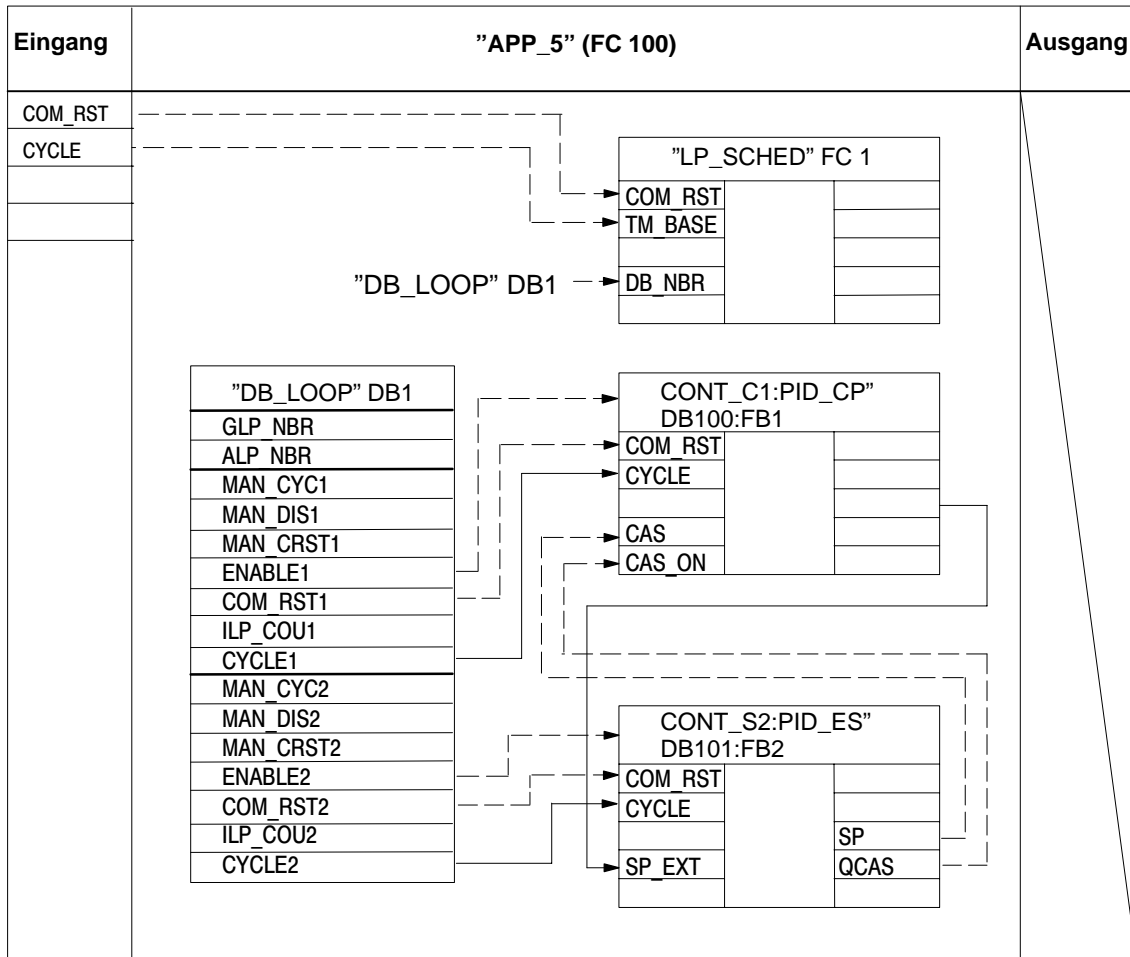 Eingang
”APP_5” (FC 100)
Ausgang
COM_RST
CYCLE
”LP_SCHED” FC 1
COM_RST
TM_BASE
”DB_LOOP” DB1
DB_NBR
”DB_LOOP” DB1
GLP_NBR
ALP_NBR
MAN_CYC1
MAN_DIS1
MAN_CRST1
ENABLE1
COM_RST1
ILP_COU1
CYCLE1
MAN_CYC2
MAN_DIS2
MAN_CRST2
ENABLE2
COM_RST2
ILP_COU2
CYCLE2
CONT_C1:PID_CP”
DB100:FB1
COM_RST
CYCLE
CAS
CAS_ON
CONT_S2:PID_ES”
DB101:FB2
COM_RST
CYCLE
SP
SP_EXT
QCAS